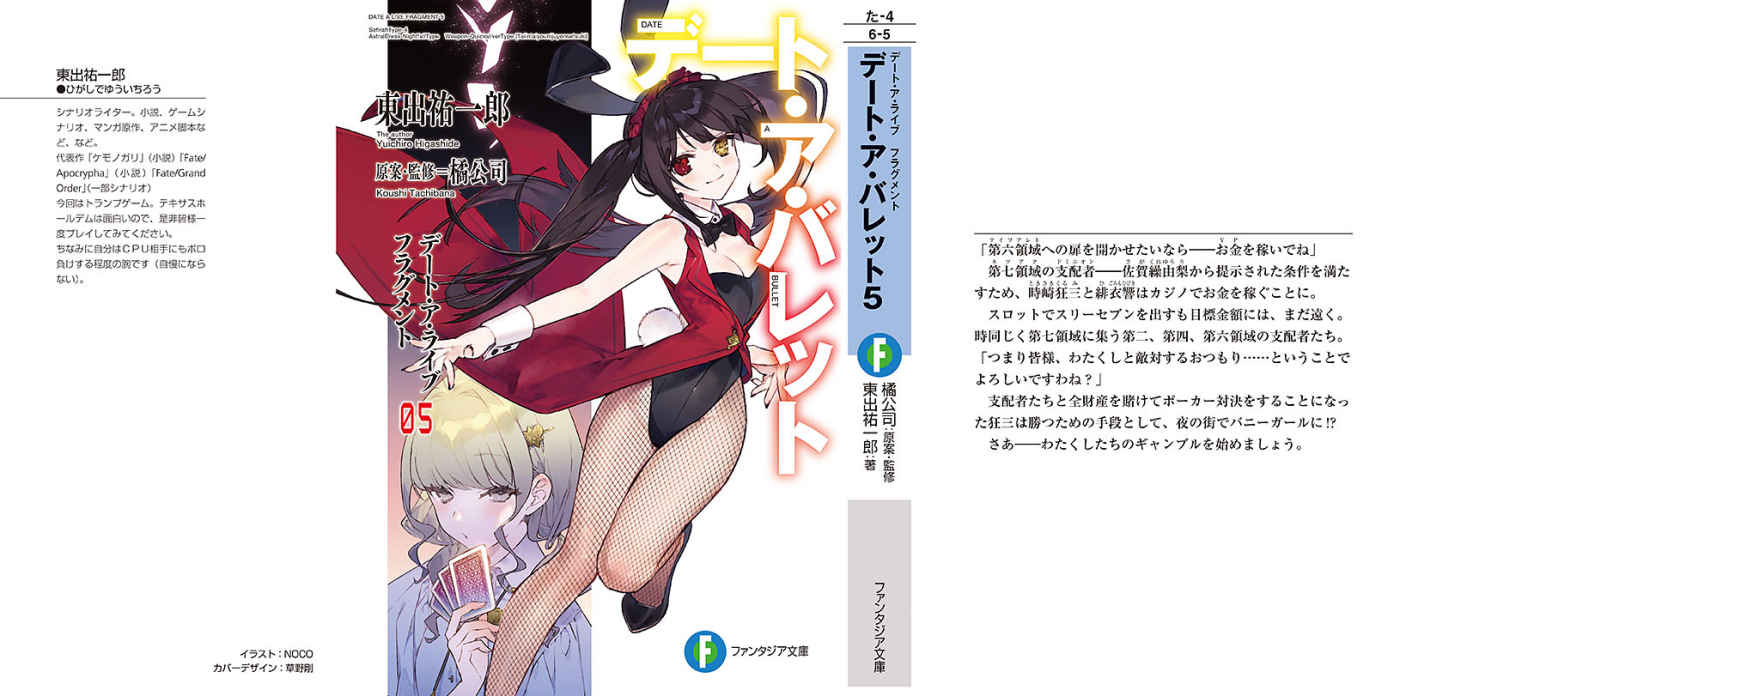 東出祐一郎
●ひがしでゆういちろう
シナリオライター。小説、ゲームシ
ナリオ、マンガ原作、アニメ脚本な
ど、など。
代表作「ケモノガリ」(小説)「Fate/
Apocrypha」(小説)「Fate/Grand
Order」(一部シナリオ)
今回はトランプゲーム。テキサスホ
ールデムは面白いので、是非皆様一
度プレイしてみてください。
ちなみに自分はCPU相手にもボロ
負けする程度の腕です(自慢になら
ない)。
イラスト：NOCO
カバーデザイン：草野剛
DATE A LIVE FRAGMENT 5
東出祐一郎
The author
Yuichiro Higashide
原案・監修＝橘公司
Koushi Tachibana
デート・ア・ライブ
フラグメント
05
DATE
A
BULLET
デート・ア・バレット
ファンタジア文庫
た-4
6-5
デート・ア・ライブ フラグメント
デート・ア・バレット5
橘公司：原案・監修
東出祐一郎：著
ファンタジア文庫
「第六領域への扉を開かせたいなら――お金を稼いでね」
第七領域の支配者――佐賀繰由梨から提示された条件を満た
すため、時崎狂三と緋衣響はカジノでお金を稼ぐことに。
スロットでスリーセブンを出すも目標金額には、まだ遠く。
時同じく第七領域に集う第二、第四、第六領域の支配者たち。
「つまり皆様、わたくしと敵対するおつもり……ということで
よろしいですわね？」
支配者たちと全財産を賭けてポーカー対決をすることになっ
た狂三は勝つための手段として、夜の街でバニーガールに!?
さあ――わたくしたちのギャンブルを始めましょう。